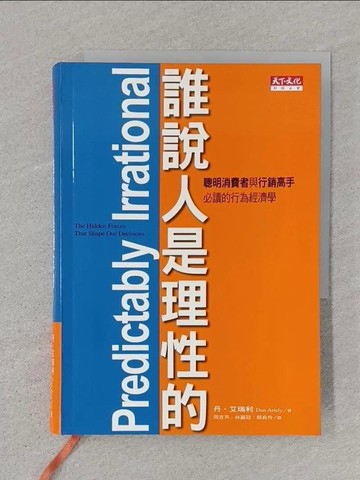 天下文化
Predictably Irrational
誰說人是理性的
聰明消費者與行銷高手
必讀的行為經濟學
The Hidden Forces
That Shape Our Decisions
丹・艾瑞利 Dan Ariely 著